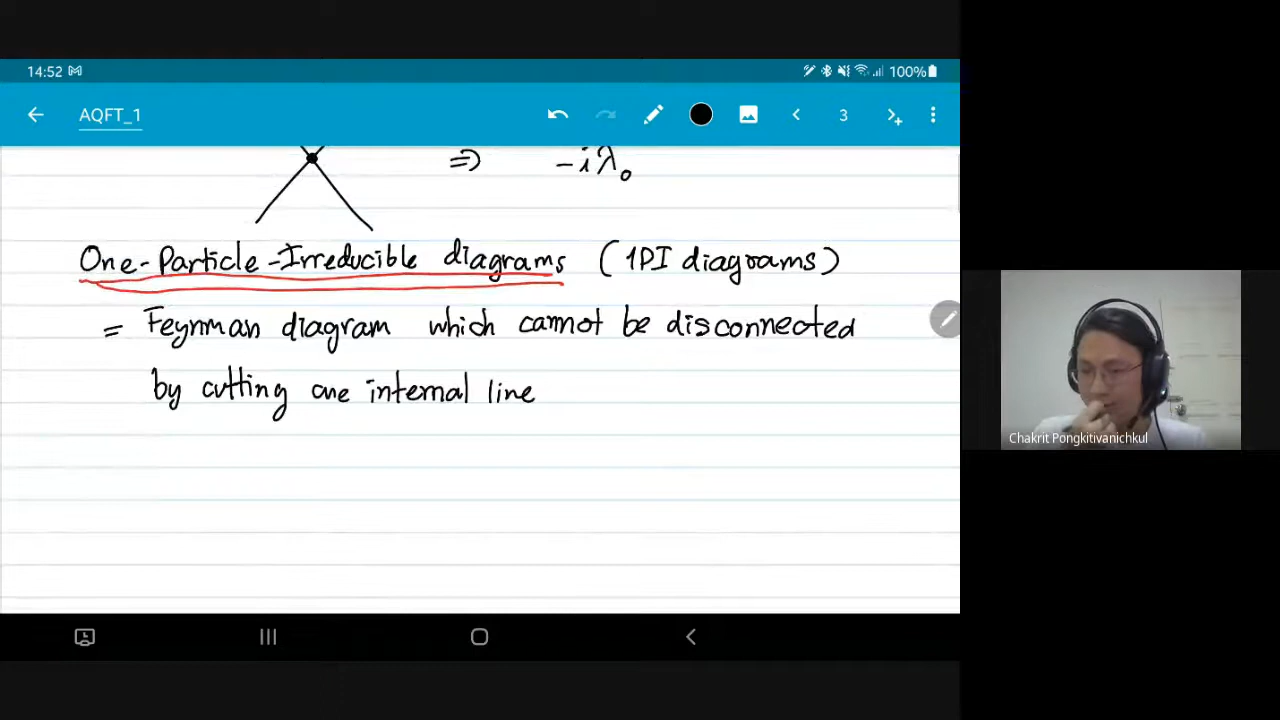 14:52
100%
AQFT_1
3
=> -iλ₀
One-Particle-Irreducible diagrams (1PI diagrams)
= Feynman diagram which cannot be disconnected
by cutting one internal line
Chakrit Pongkitivanichkul